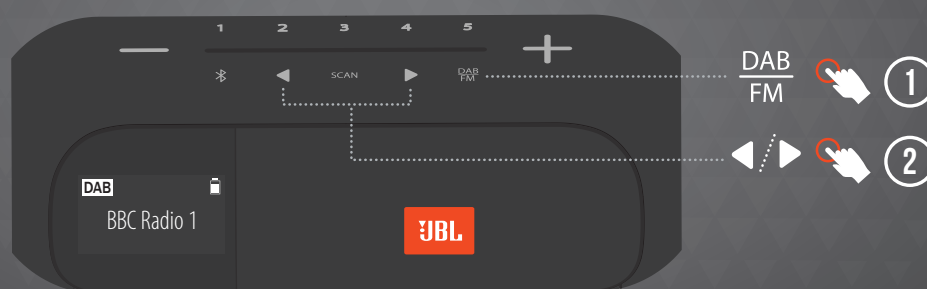 1 2 3 4 5
SCAN DAB
FM
DAB
FM
1
2
DAB
BBC Radio 1
JBL